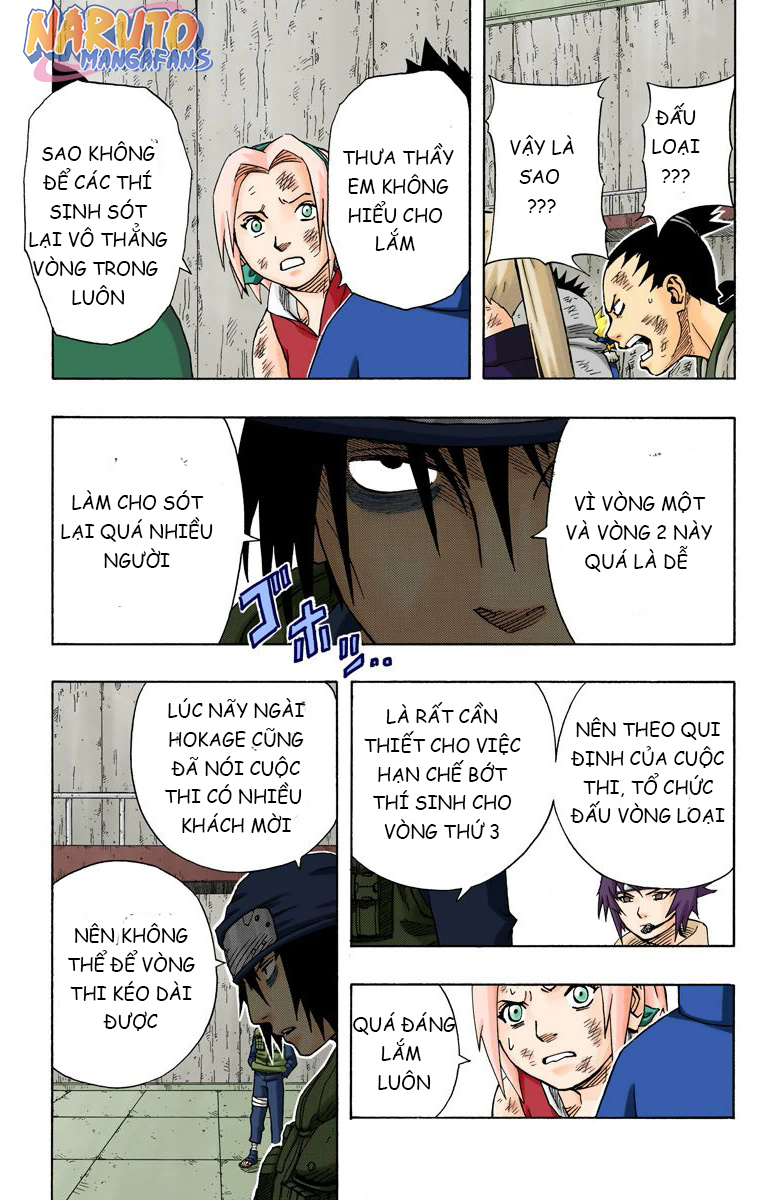 NARUTO
MANGAFANS
ĐẤU
LOẠI
???
VẬY LÀ
SAO
???
THƯA THẦY
EM KHÔNG
HIỂU CHO
LẮM
SAO KHÔNG
ĐỂ CÁC THÍ
SỊNH SÓT
LẠI VÔ THẲNG
VÒNG TRONG
LUÔN
VÌ VÒNG MỘT
VÀ VÒNG 2 NÀY
QUÁ LÀ DỄ
LÀM CHO SÓT
LẠI QUÁ NHIỀU
NGƯỜI
ゴホッ..
NÊN THEO QUI
ĐỊNH CỦA CUỘC
THI, TỔ CHỨC
ĐẤU VÒNG LOẠI
LÀ RẤT CẦN
THIẾT CHO VIỆC
HẠN CHẾ BỚT
THÍ SINH CHO
VÒNG THỨ 3
LÚC NÃY NGÀI
HOKAGE CŨNG
ĐÃ NÓI CUỘC
THI CÓ NHIỀU
KHÁCH MỜI
NÊN KHÔNG
THỂ ĐỂ VÒNG
THI KÉO DÀI
ĐƯỢC
QUÁ ĐÁNG
LẮM
LUÔN